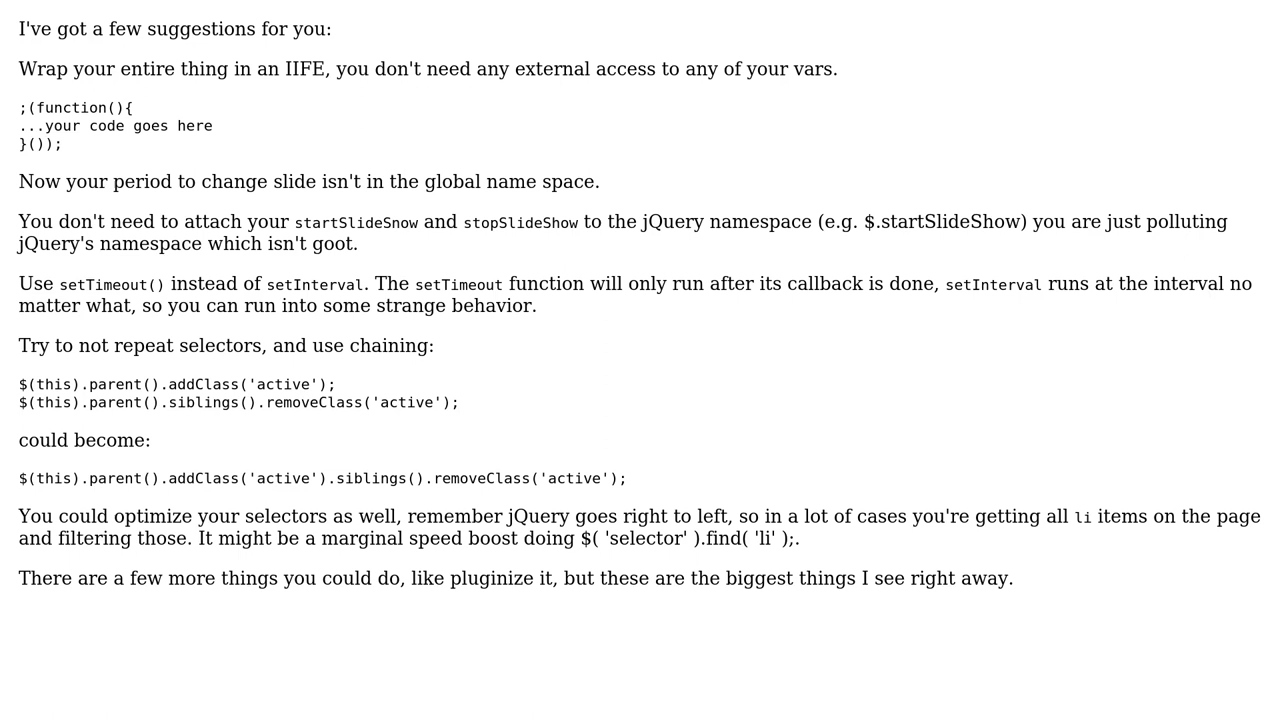 I've got a few suggestions for you:
Wrap your entire thing in an IIFE, you don't need any external access to any of your vars.
;(function(){
...your code goes here
}());
Now your period to change slide isn't in the global name space.
You don't need to attach your startSlideSnow and stopSlideShow to the jQuery namespace (e.g. $.startSlideShow) you are just polluting
jQuery's namespace which isn't goot.
Use setTimeout() instead of setInterval. The setTimeout function will only run after its callback is done, setInterval runs at the interval no
matter what, so you can run into some strange behavior.
Try to not repeat selectors, and use chaining:
$(this).parent().addClass('active');
$(this).parent().siblings().removeClass('active');
could become:
$(this).parent().addClass('active').siblings().removeClass('active');
You could optimize your selectors as well, remember jQuery goes right to left, so in a lot of cases you're getting all li items on the page
and filtering those. It might be a marginal speed boost doing $( 'selector' ).find( 'li' );.
There are a few more things you could do, like pluginize it, but these are the biggest things I see right away.